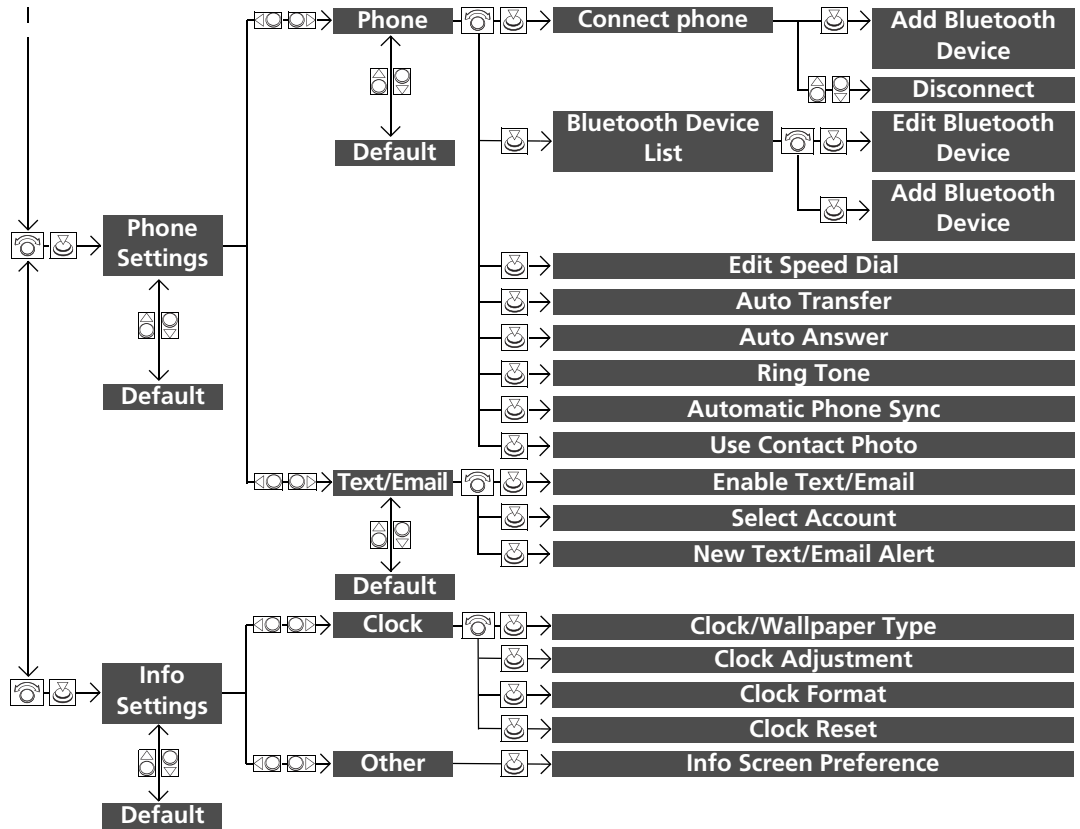 Phone
Connect phone
Add Bluetooth
Device
Disconnect
Default
Bluetooth Device
List
Edit Bluetooth
Device
Add Bluetooth
Device
Phone
Settings
Default
Edit Speed Dial
Auto Transfer
Auto Answer
Ring Tone
Automatic Phone Sync
Use Contact Photo
Text/Email
Enable Text/Email
Select Account
New Text/Email Alert
Default
Info
Settings
Default
Clock
Clock/Wallpaper Type
Clock Adjustment
Clock Format
Clock Reset
Other
Info Screen Preference